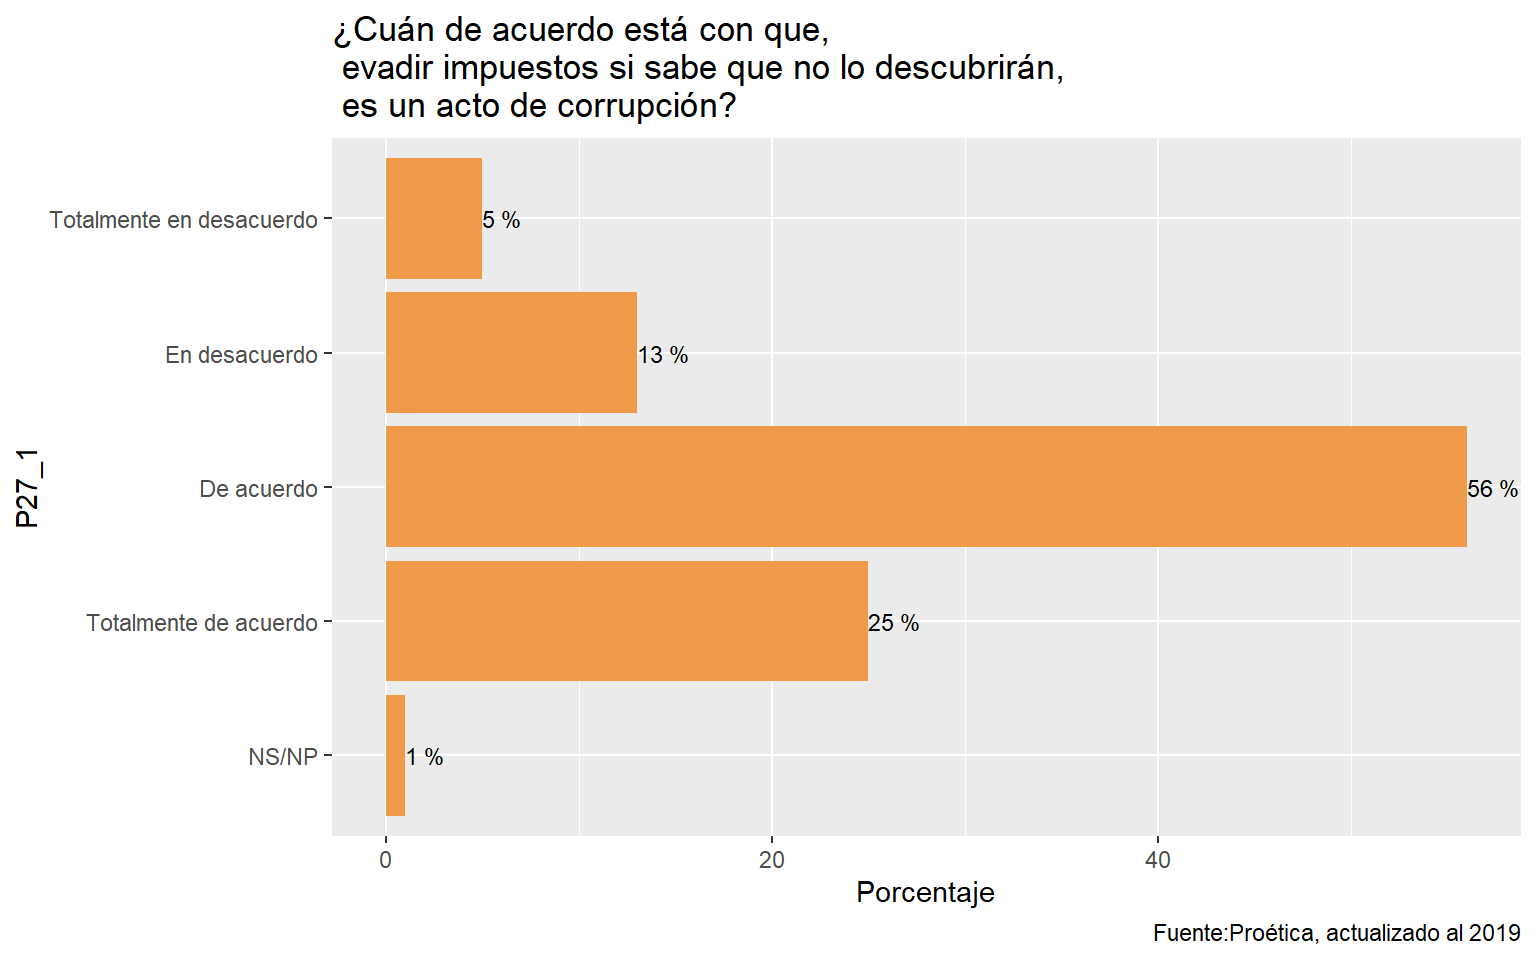 ¿Cuán de acuerdo está con que,
evadir impuestos si sabe que no lo descubrirán,
es un acto de corrupción?
Totalmente en desacuerdo
5 %
En desacuerdo
13 %
De acuerdo
56 %
Totalmente de acuerdo
25 %
NS/NP
1 %
P27_1
0
20
40
Porcentaje
Fuente:Proética, actualizado al 2019